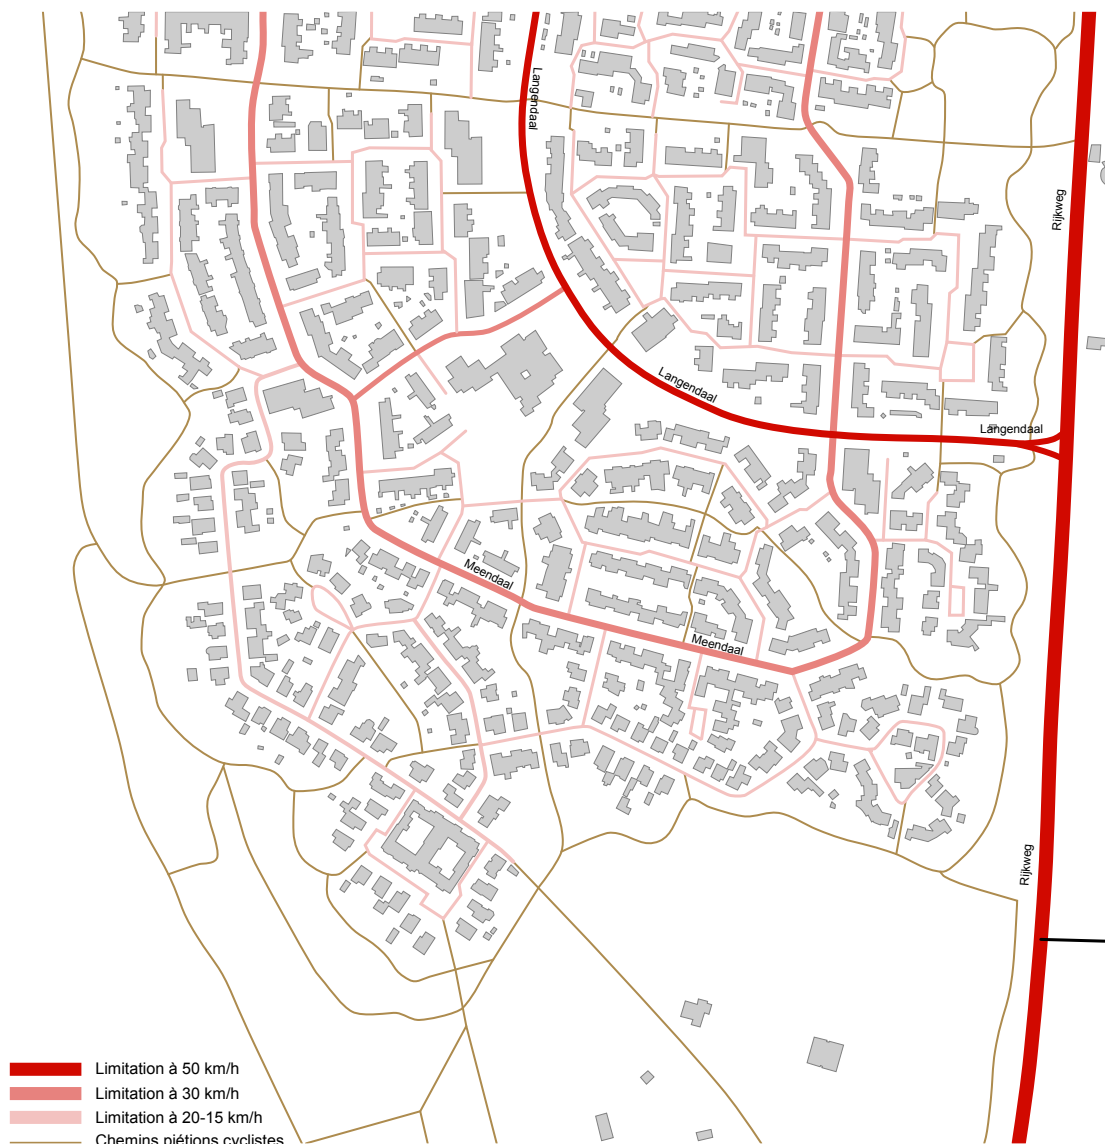 Langendaal
Rijkweg
Langendaal
Langendaal
Meendaal
Meendaal
Rijkweg
Limitation à 50 km/h
Limitation à 30 km/h
Limitation à 20-15 km/h
Chemins piétions cyclistes